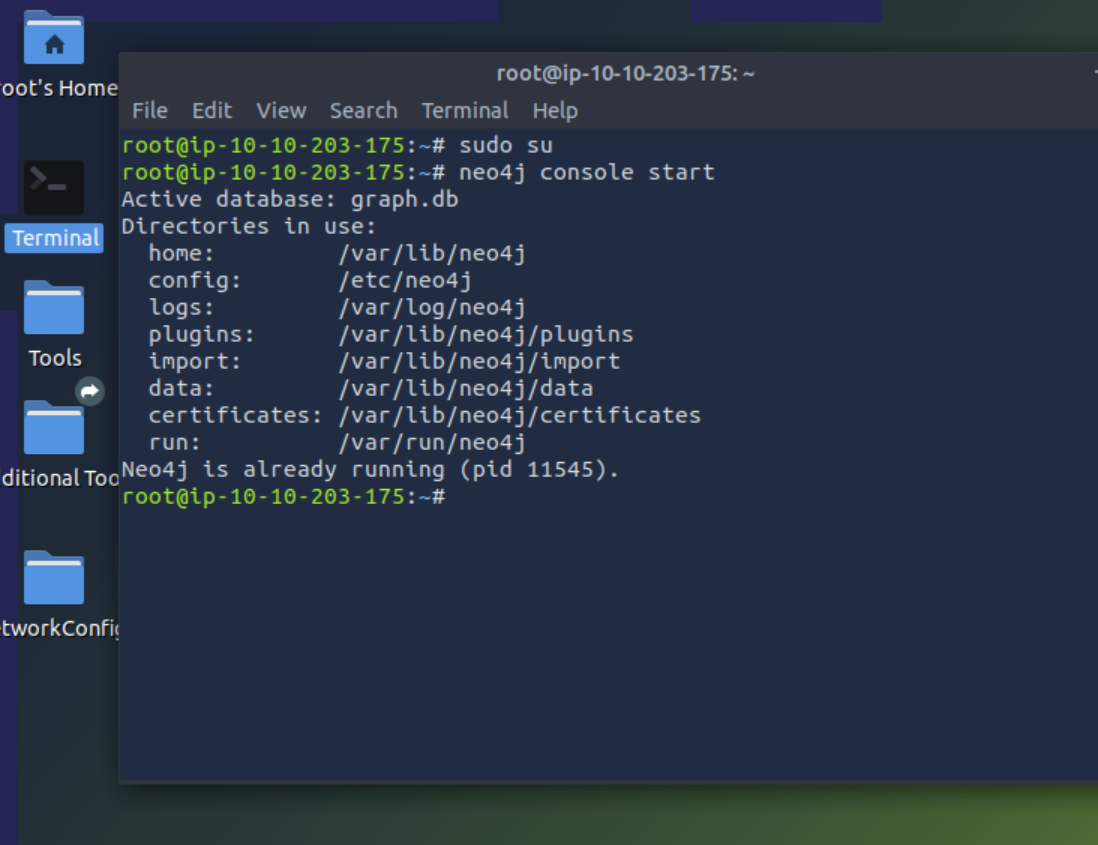 root@ip-10-10-203-175: ~
File Edit View Search Terminal Help
root@ip-10-10-203-175:~# sudo su
root@ip-10-10-203-175:~# neo4j console start
Active database: graph.db
Directories in use:
  home:         /var/lib/neo4j
  config:       /etc/neo4j
  logs:         /var/log/neo4j
  plugins:      /var/lib/neo4j/plugins
  import:       /var/lib/neo4j/import
  data:         /var/lib/neo4j/data
  certificates: /var/lib/neo4j/certificates
  run:          /var/run/neo4j
Neo4j is already running (pid 11545).
root@ip-10-10-203-175:~#
oot's Home
Terminal
Tools
ditional Too
tworkConfig